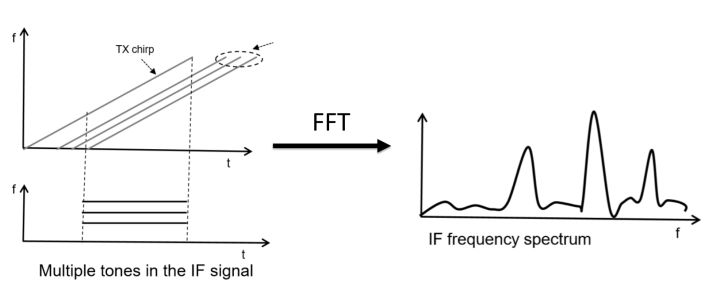 f
TX chirp
t
f
t
Multiple tones in the IF signal
FFT
IF frequency spectrum
f